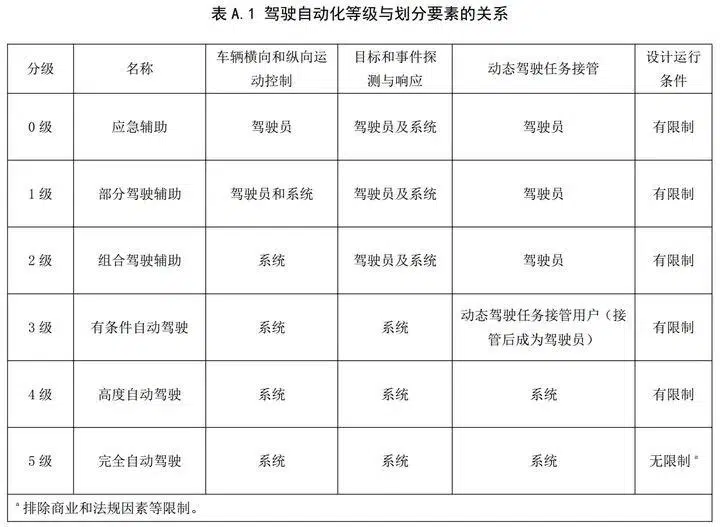 表 A.1 驾驶自动化等级与划分要素的关系
分级 名称 车辆横向和纵向运动控制 目标和事件探测与响应 动态驾驶任务接管 设计运行条件
0 级 应急辅助 驾驶员 驾驶员及系统 驾驶员 有限制
1 级 部分驾驶辅助 驾驶员和系统 驾驶员及系统 驾驶员 有限制
2 级 组合驾驶辅助 系统 驾驶员及系统 驾驶员 有限制
3 级 有条件自动驾驶 系统 系统 动态驾驶任务接管用户（接管后成为驾驶员） 有限制
4 级 高度自动驾驶 系统 系统 系统 有限制
5 级 完全自动驾驶 系统 系统 系统 无限制 a
a 排除商业和法规因素等限制。